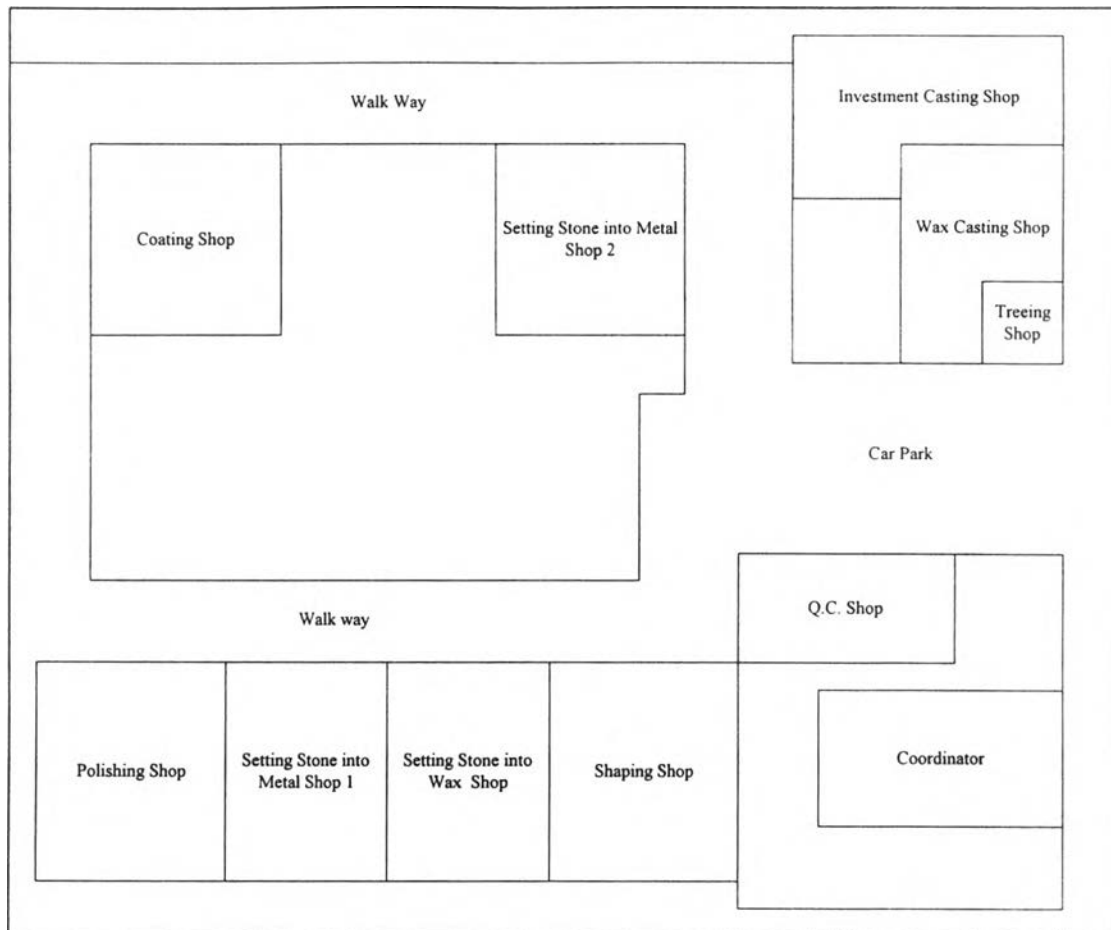 Walk Way
Investment Casting Shop
Coating Shop
Setting Stone into Metal
Shop 2
Wax Casting Shop
Treeing
Shop
Car Park
Q.C. Shop
Walk way
Polishing Shop
Setting Stone into
Metal Shop 1
Setting Stone into
Wax Shop
Shaping Shop
Coordinator